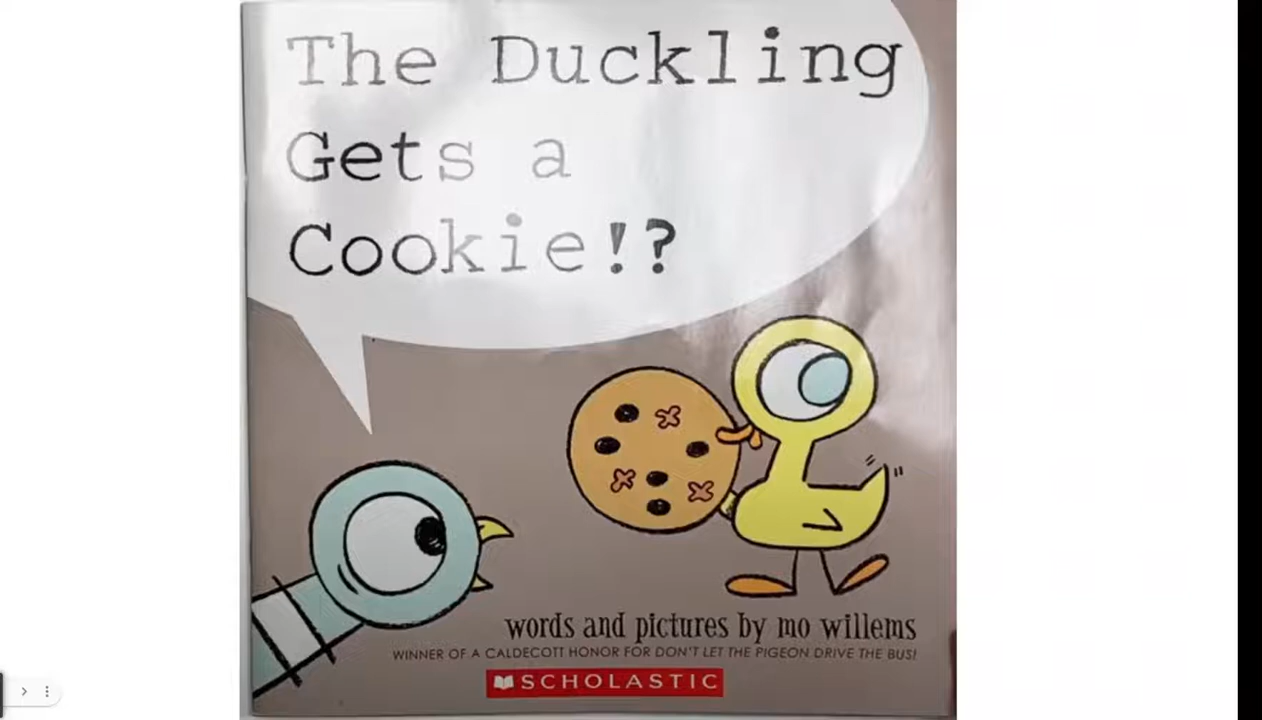 The Duckling
Gets a
Cookie!?
words and pictures by mo willems
WINNER OF A CALDECOTT HONOR FOR DON'T LET THE PIGEON DRIVE THE BUS!
SCHOLASTIC